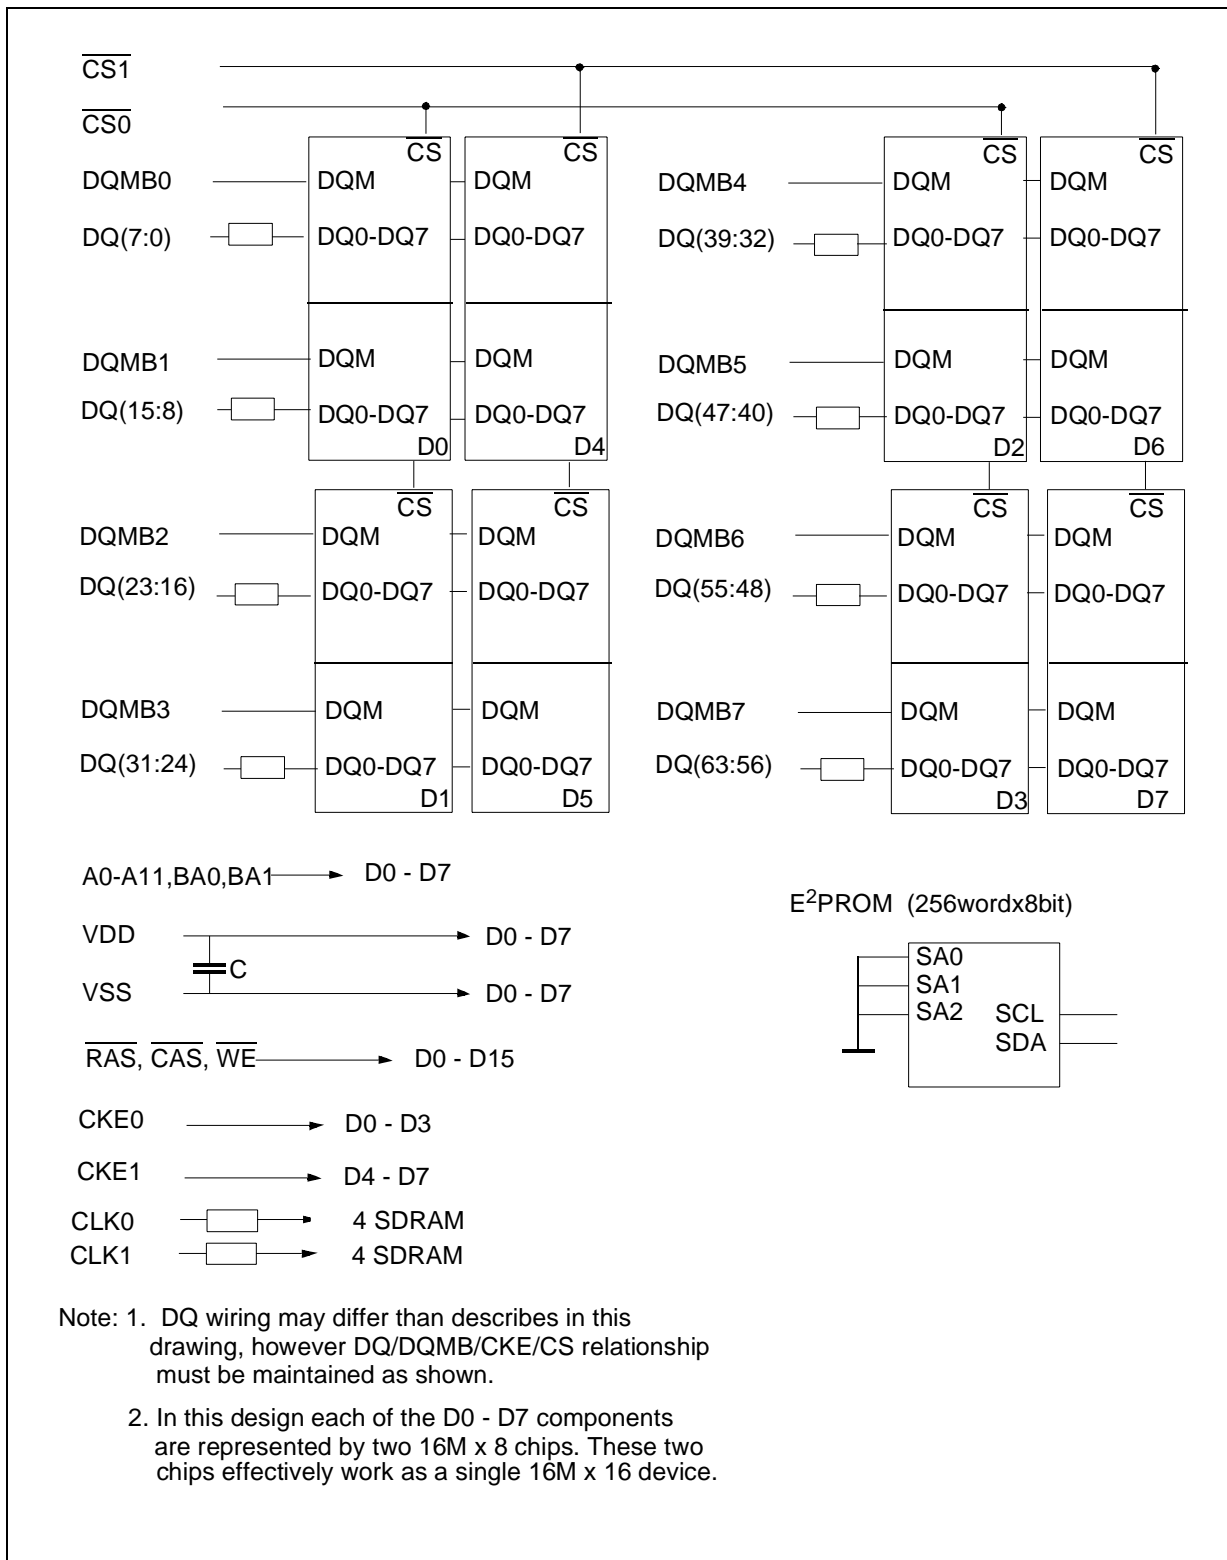 CS1
CS0
CS CS CS CS
DQMB0 DQM DQM DQMB4 DQM DQM
DQ(7:0) DQ0-DQ7 DQ0-DQ7 DQ(39:32) DQ0-DQ7 DQ0-DQ7
DQMB1 DQM DQM DQMB5 DQM DQM
DQ(15:8) DQ0-DQ7 DQ0-DQ7 DQ(47:40) DQ0-DQ7 DQ0-DQ7
D0 D4 D2 D6
CS CS CS CS
DQMB2 DQM DQM DQMB6 DQM DQM
DQ(23:16) DQ0-DQ7 DQ0-DQ7 DQ(55:48) DQ0-DQ7 DQ0-DQ7
DQMB3 DQM DQM DQMB7 DQM DQM
DQ(31:24) DQ0-DQ7 DQ0-DQ7 DQ(63:56) DQ0-DQ7 DQ0-DQ7
D1 D5 D3 D7
A0-A11,BA0,BA1 D0 - D7
VDD D0 - D7
C
VSS D0 - D7
RAS, CAS, WE D0 - D15
CKE0 D0 - D3
CKE1 D4 - D7
CLK0 4 SDRAM
CLK1 4 SDRAM
E2PROM (256wordx8bit)
SA0
SA1
SA2 SCL
SDA
Note: 1. DQ wiring may differ than describes in this
drawing, however DQ/DQMB/CKE/CS relationship
must be maintained as shown.
2. In this design each of the D0 - D7 components
are represented by two 16M x 8 chips. These two
chips effectively work as a single 16M x 16 device.